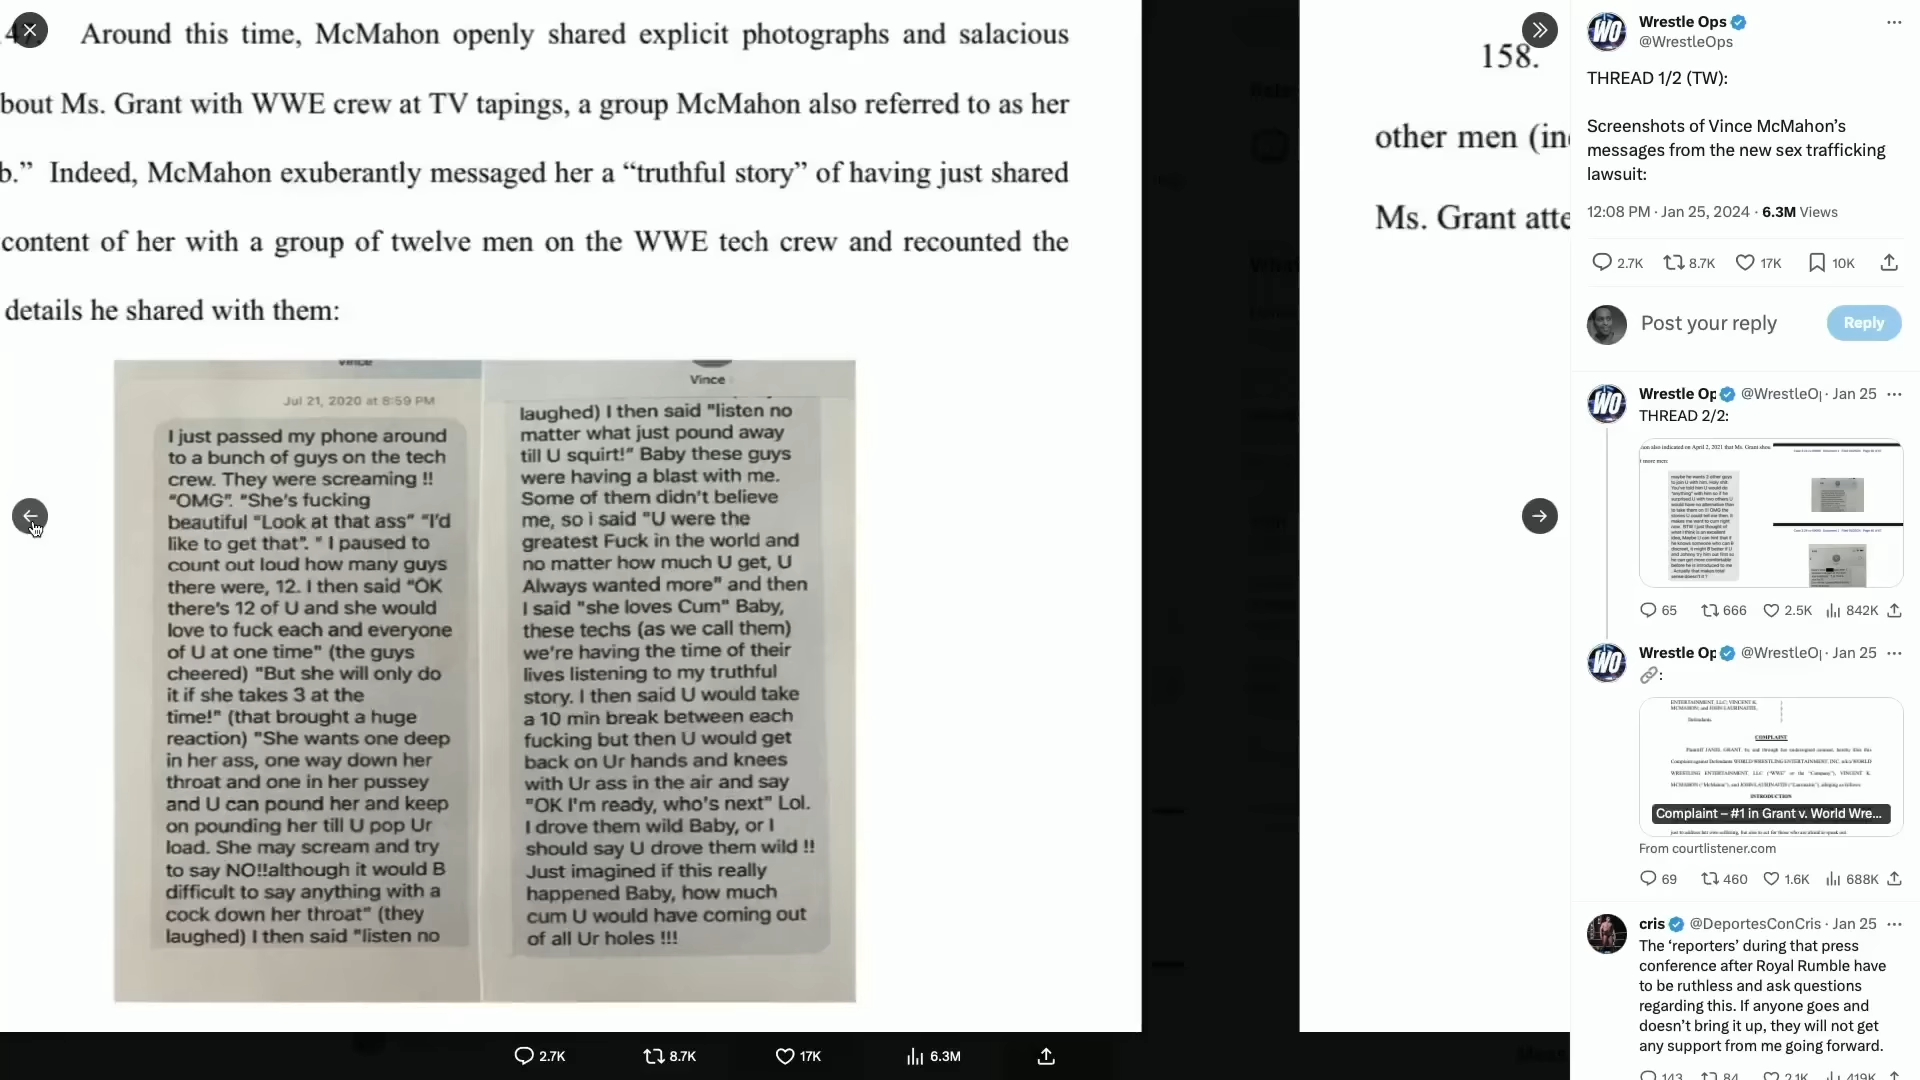 Around this time, McMahon openly shared explicit photographs and salacious
bout Ms. Grant with WWE crew at TV tapings, a group McMahon also referred to as her
b.” Indeed, McMahon exuberantly messaged her a “truthful story” of having just shared
content of her with a group of twelve men on the WWE tech crew and recounted the
details he shared with them:
Vince
Jul 21, 2020 at 8:59 PM
I just passed my phone around
to a bunch of guys on the tech
crew. They were screaming !!
“OMG”. “She's fucking
beautiful “Look at that ass” “I'd
like to get that”. “ I paused to
count out loud how many guys
there were, 12. I then said “OK
there's 12 of U and she would
love to fuck each and everyone
of U at one time” (the guys
cheered) "But she will only do
it if she takes 3 at the
time!” (that brought a huge
reaction) "She wants one deep
in her ass, one way down her
throat and one in her pussey
and U can pound her and keep
on pounding her till U pop Ur
load. She may scream and try
to say NO!!although it would B
difficult to say anything with a
cock down her throat” (they
laughed) I then said "listen no
Vince
laughed) I then said "listen no
matter what just pound away
till U squirt!” Baby these guys
were having a blast with me.
Some of them didn't believe
me, so i said "U were the
greatest Fuck in the world and
no matter how much U get, U
Always wanted more” and then
I said "she loves Cum” Baby,
these techs (as we call them)
we're having the time of their
lives listening to my truthful
story. I then said U would take
a 10 min break between each
fucking but then U would get
back on Ur hands and knees
with Ur ass in the air and say
"OK I'm ready, who's next” Lol.
I drove them wild Baby, or I
should say U drove them wild !!
Just imagined if this really
happened Baby, how much
cum U would have coming out
of all Ur holes !!!
158.
other men (in
Ms. Grant atte
2.7K 8.7K 17K 6.3M
Wrestle Ops
@WrestleOps
THREAD 1/2 (TW):
Screenshots of Vince McMahon’s
messages from the new sex trafficking
lawsuit:
12:08 PM · Jan 25, 2024 · 6.3M Views
2.7K 8.7K 17K 10K
Post your reply
Reply
Wrestle Op @WrestleO · Jan 25
THREAD 2/2:
65 666 2.5K 842K
Wrestle Op @WrestleO · Jan 25
:
ENTERTAINMENT, LLC; VINCENT K.
MCMAHON; and JOHN LAURINAITIS,
Defendants.
COMPLAINT
INTRODUCTION
Complaint – #1 in Grant v. World Wre...
From courtlistener.com
69 460 1.6K 688K
cris @DeportesConCris · Jan 25
The ‘reporters’ during that press
conference after Royal Rumble have
to be ruthless and ask questions
regarding this. If anyone goes and
doesn’t bring it up, they will not get
any support from me going forward.
143 84 2.1K 419K